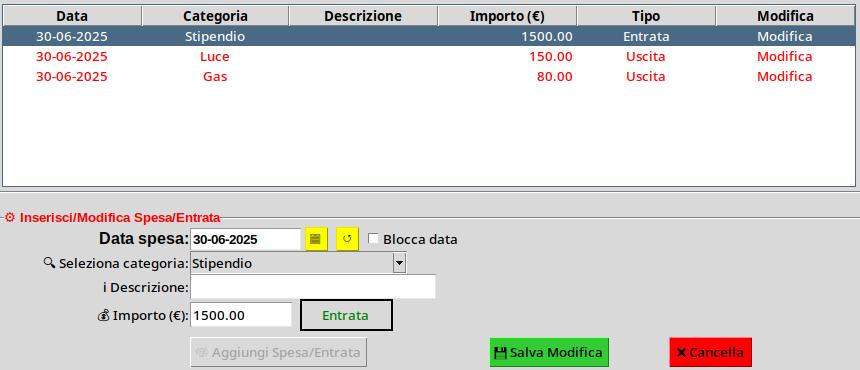 Data Categoria Descrizione Importo (€) Tipo Modifica
30-06-2025 Stipendio 1500.00 Entrata Modifica
30-06-2025 Luce 150.00 Uscita Modifica
30-06-2025 Gas 80.00 Uscita Modifica
⚙ Inserisci/Modifica Spesa/Entrata
Data spesa: 30-06-2025 ↺ Blocca data
🔍 Seleziona categoria: Stipendio
i Descrizione:
💰 Importo (€): 1500.00 Entrata
Aggiungi Spesa/Entrata 💾 Salva Modifica ❌ Cancella